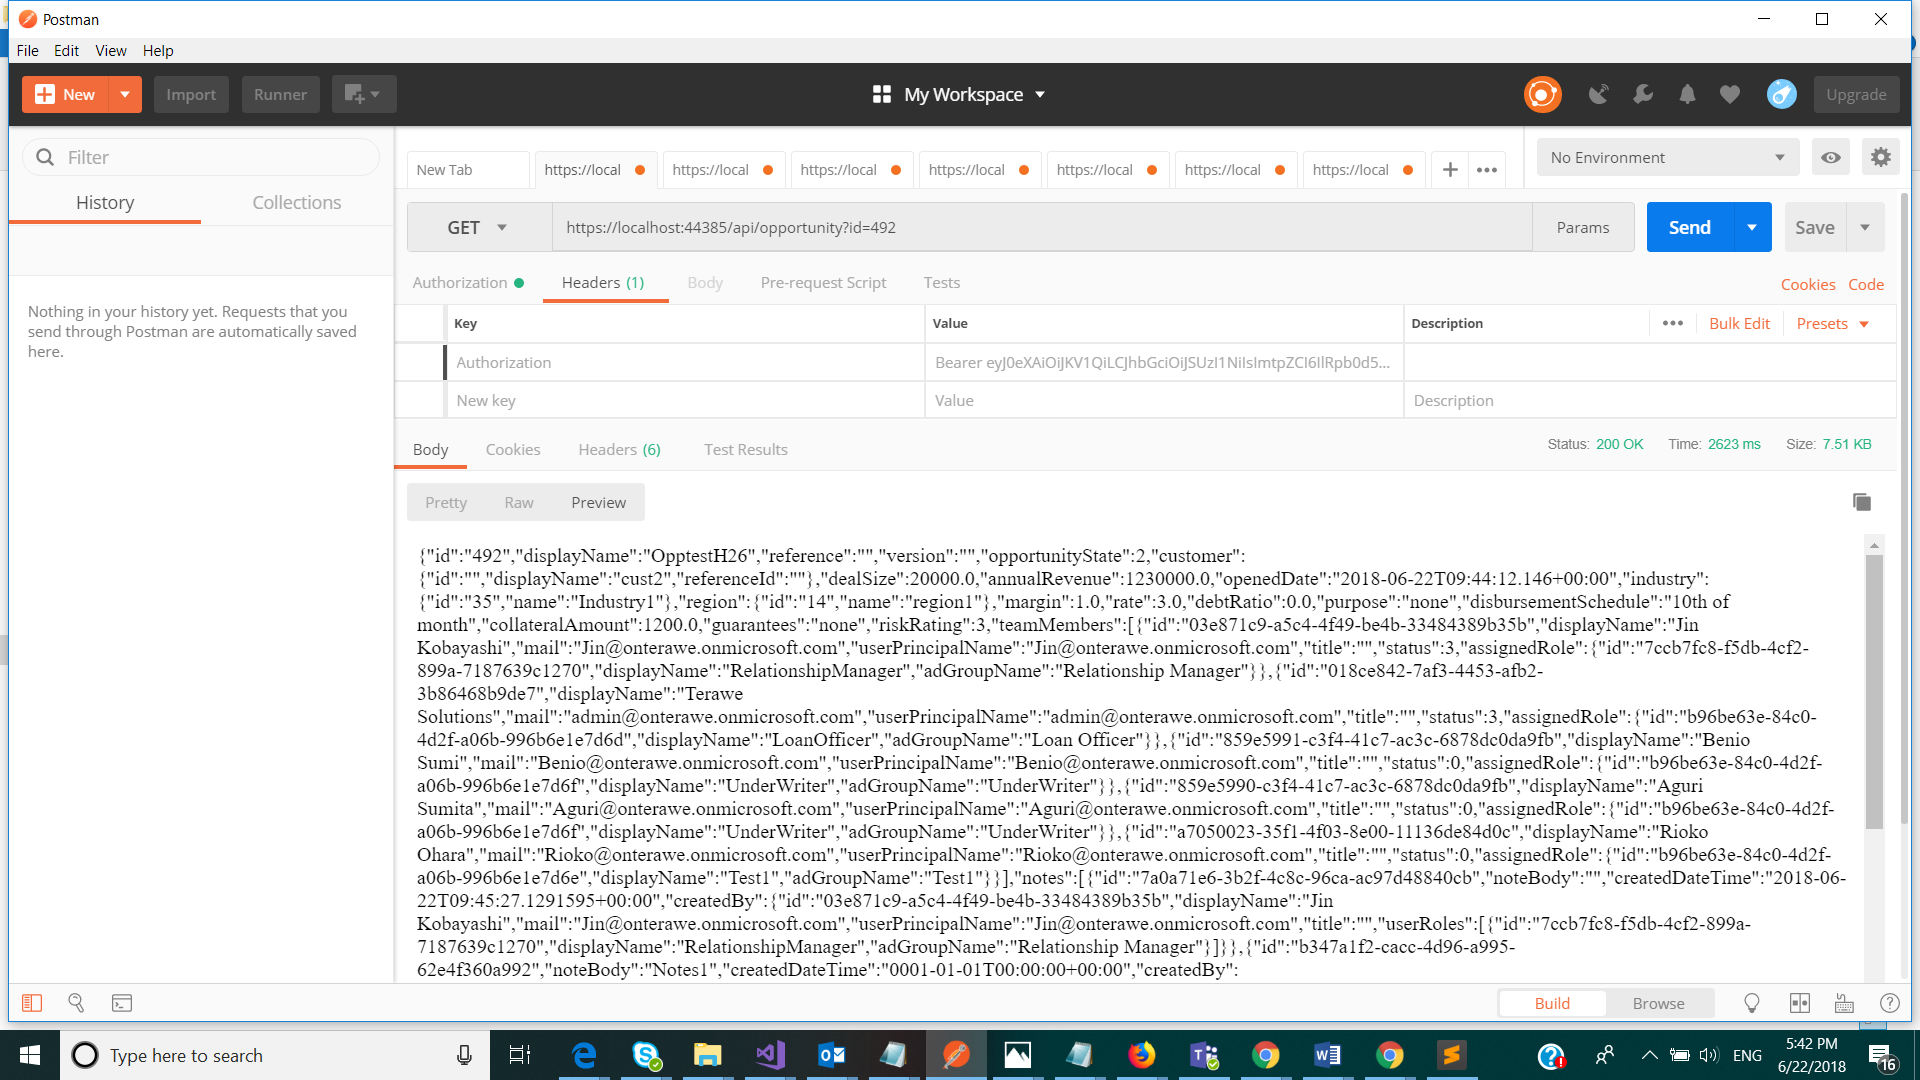 Postman
File Edit View Help
New Import Runner My Workspace Upgrade
Filter
History Collections
Nothing in your history yet. Requests that you
send through Postman are automatically saved
here.
New Tab https://local https://local https://local https://local https://local https://local https://local No Environment
GET https://localhost:44385/api/opportunity?id=492 Params Send Save
Authorization Headers (1) Body Pre-request Script Tests Cookies Code
Key Value Description Bulk Edit Presets
Authorization Bearer eyJ0eXAiOiJKV1QiLCJhbGciOiJSUzI1NiIsImtpZCI6IlRpb0d5...
New key Value Description
Body Cookies Headers (6) Test Results Status: 200 OK Time: 2623 ms Size: 7.51 KB
Pretty Raw Preview
{"id":"492","displayName":"OpptestH26","reference":"","version":"","opportunityState":2,"customer":
{"id":"","displayName":"cust2","referenceId":""},"dealSize":20000.0,"annualRevenue":1230000.0,"openedDate":"2018-06-22T09:44:12.146+00:00","industry":
{"id":"35","name":"Industry1"},"region":{"id":"14","name":"region1"},"margin":1.0,"rate":3.0,"debtRatio":0.0,"purpose":"none","disbursementSchedule":"10th of
month","collateralAmount":1200.0,"guarantees":"none","riskRating":3,"teamMembers":[{"id":"03e871c9-a5c4-4f49-be4b-33484389b35b","displayName":"Jin
Kobayashi","mail":"Jin@onterawe.onmicrosoft.com","userPrincipalName":"Jin@onterawe.onmicrosoft.com","title":"","status":3,"assignedRole":{"id":"7ccb7fc8-f5db-4cf2-
899a-7187639c1270","displayName":"RelationshipManager","adGroupName":"Relationship Manager"}},{"id":"018ce842-7af3-4453-afb2-
3b86468b9de7","displayName":"Terawe
Solutions","mail":"admin@onterawe.onmicrosoft.com","userPrincipalName":"admin@onterawe.onmicrosoft.com","title":"","status":3,"assignedRole":{"id":"b96be63e-84c0-
4d2f-a06b-996b6e1e7d6d","displayName":"LoanOfficer","adGroupName":"Loan Officer"}},{"id":"859e5991-c3f4-41c7-ac3c-6878dc0da9fb","displayName":"Benio
Sumi","mail":"Benio@onterawe.onmicrosoft.com","userPrincipalName":"Benio@onterawe.onmicrosoft.com","title":"","status":0,"assignedRole":{"id":"b96be63e-84c0-4d2f-
a06b-996b6e1e7d6f","displayName":"UnderWriter","adGroupName":"UnderWriter"}},{"id":"859e5990-c3f4-41c7-ac3c-6878dc0da9fb","displayName":"Aguri
Sumita","mail":"Aguri@onterawe.onmicrosoft.com","userPrincipalName":"Aguri@onterawe.onmicrosoft.com","title":"","status":0,"assignedRole":{"id":"b96be63e-84c0-4d2f-
a06b-996b6e1e7d6f","displayName":"UnderWriter","adGroupName":"UnderWriter"}},{"id":"a7050023-35f1-4f03-8e00-11136de84d0c","displayName":"Rioko
Ohara","mail":"Rioko@onterawe.onmicrosoft.com","userPrincipalName":"Rioko@onterawe.onmicrosoft.com","title":"","status":0,"assignedRole":{"id":"b96be63e-84c0-4d2f-
a06b-996b6e1e7d6e","displayName":"Test1","adGroupName":"Test1"}}],"notes":[{"id":"7a0a71e6-3b2f-4c8c-96ca-ac97d48840cb","noteBody":"","createdDateTime":"2018-06-
22T09:45:27.1291595+00:00","createdBy":{"id":"03e871c9-a5c4-4f49-be4b-33484389b35b","displayName":"Jin
Kobayashi","mail":"Jin@onterawe.onmicrosoft.com","userPrincipalName":"Jin@onterawe.onmicrosoft.com","title":"","userRoles":[{"id":"7ccb7fc8-f5db-4cf2-899a-
7187639c1270","displayName":"RelationshipManager","adGroupName":"Relationship Manager"}]}},{"id":"b347a1f2-cacc-4d96-a995-
62e4f360a992","noteBody":"Notes1","createdDateTime":"0001-01-01T00:00:00+00:00","createdBy":
Build Browse
Type here to search ENG 5:42 PM
6/22/2018 16